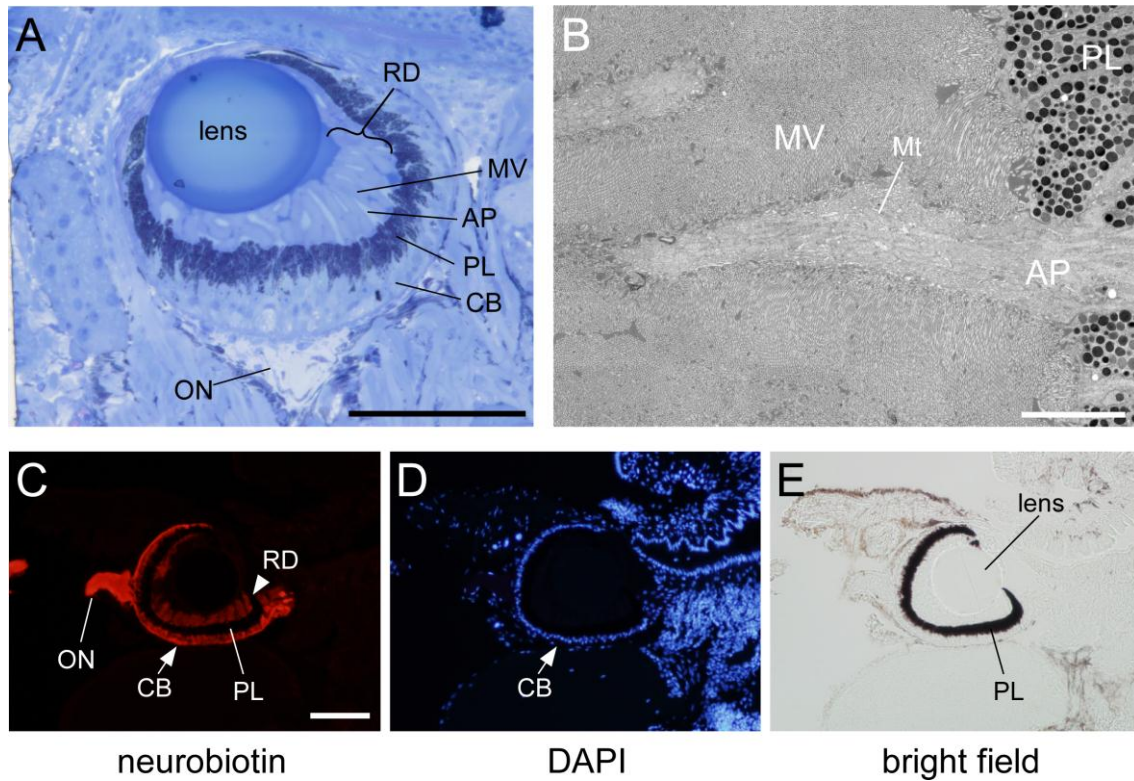 A
lens
RD
MV
AP
PL
CB
ON
B
PL
MV
Mt
AP
C
RD
ON
CB
PL
D
CB
E
lens
PL
neurobiotin
DAPI
bright field